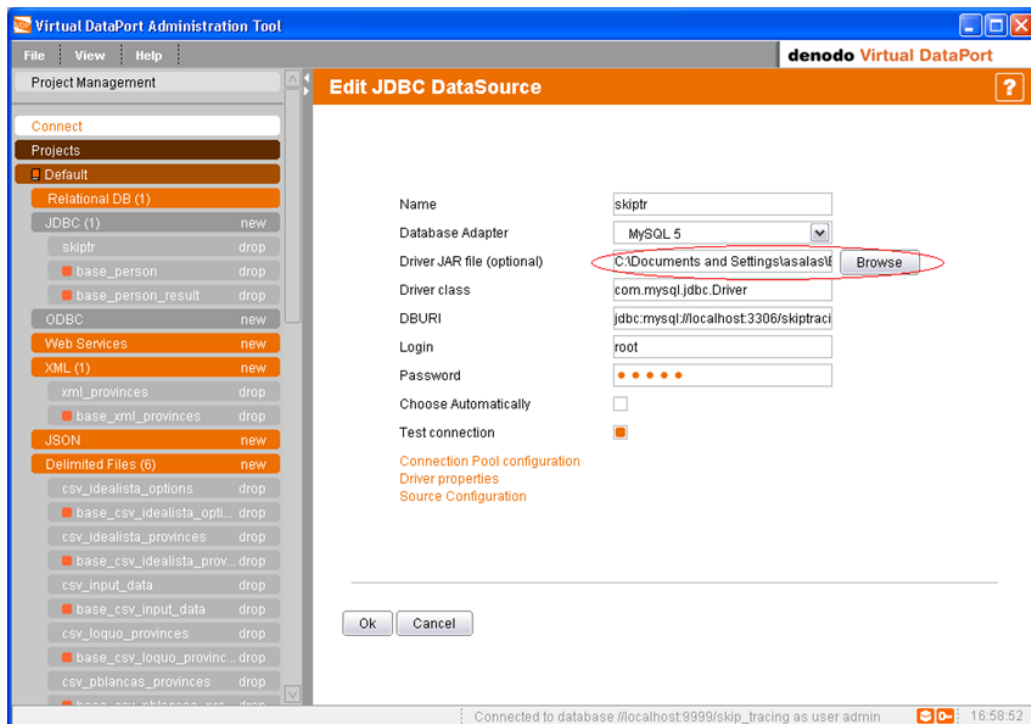 Virtual DataPort Administration Tool
File View Help
denodo Virtual DataPort
Project Management
Connect
Projects
Default
Relational DB (1)
JDBC (1) new
skiptr drop
base_person drop
base_person_result drop
ODBC new
Web Services new
XML (1) new
xml_provinces drop
base_xml_provinces drop
JSON new
Delimited Files (6) new
csv_idealista_options drop
base_csv_idealista_opti... drop
csv_idealista_provinces drop
base_csv_idealista_prov... drop
csv_input_data drop
base_csv_input_data drop
csv_loquo_provinces drop
base_csv_loquo_provinc... drop
csv_pblancas_provinces drop
Edit JDBC DataSource
?
Name skiptr
Database Adapter MySQL 5
Driver JAR file (optional) C:\Documents and Settings\asalas\E Browse
Driver class com.mysql.jdbc.Driver
DBURI jdbc:mysql://localhost:3306/skiptraci
Login root
Password
Choose Automatically
Test connection
Connection Pool configuration
Driver properties
Source Configuration
Ok Cancel
Connected to database //localhost:9999/skip_tracing as user admin 16:58:52